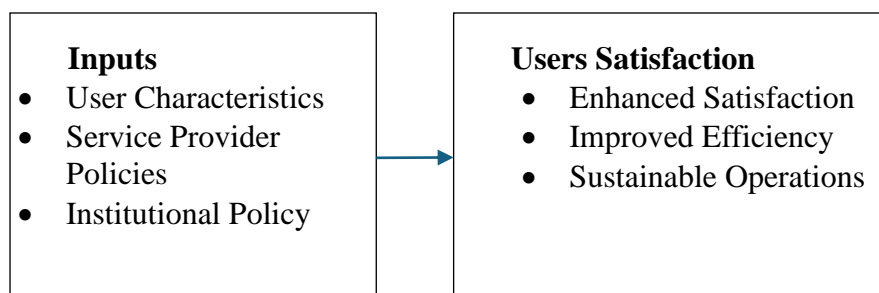 Inputs
• User Characteristics
• Service Provider
Policies
• Institutional Policy
Users Satisfaction
• Enhanced Satisfaction
• Improved Efficiency
• Sustainable Operations